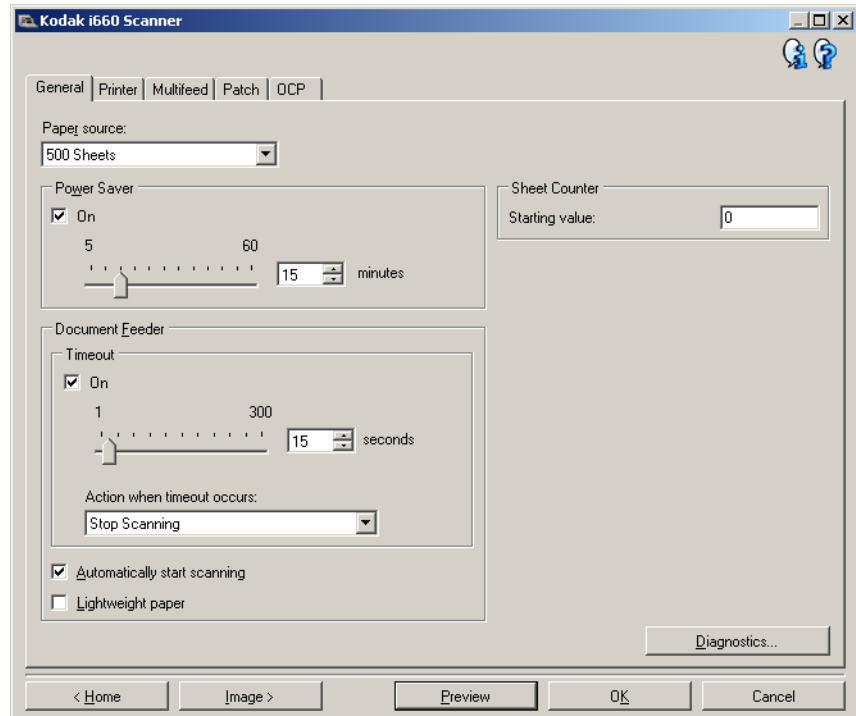 Kodak i660 Scanner
General Printer Multifeed Patch OCP
Paper source:
500 Sheets
Power Saver
On
5 60
15 minutes
Sheet Counter
Starting value: 0
Document Feeder
Timeout
On
1 300
15 seconds
Action when timeout occurs:
Stop Scanning
Automatically start scanning
Lightweight paper
Diagnostics...
< Home Image > Preview OK Cancel